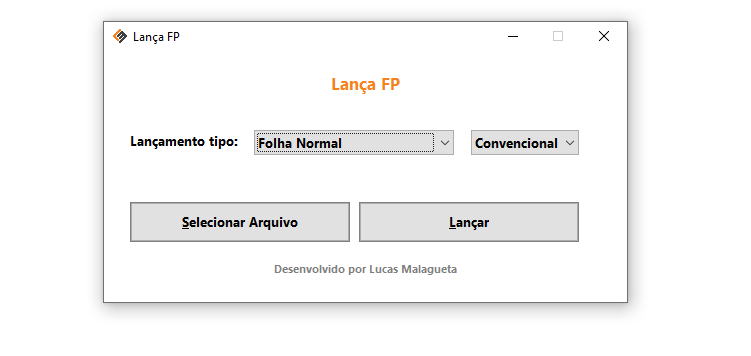 Lança FP
Lança FP
Lançamento tipo: Folha Normal Convencional
Selecionar Arquivo Lançar
Desenvolvido por Lucas Malagueta